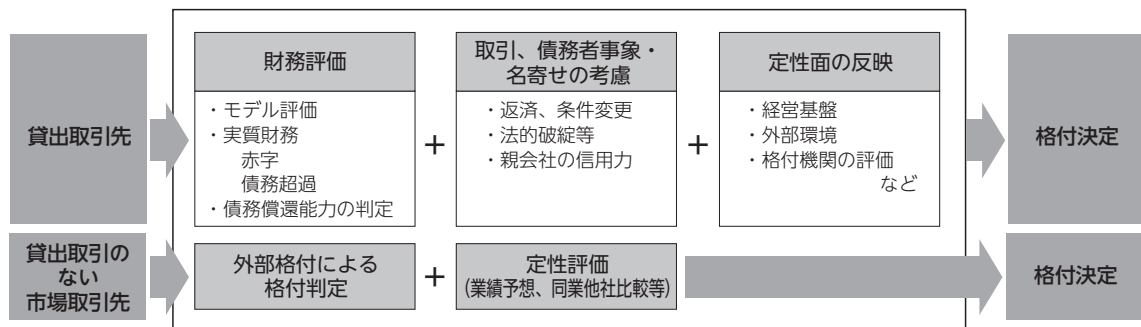 貸出取引先
財務評価
・モデル評価
・実質財務
赤字
債務超過
・債務償還能力の判定
+
取引、債務者事象・
名寄せの考慮
・返済、条件変更
・法的破綻等
・親会社の信用力
+
定性面の反映
・経営基盤
・外部環境
・格付機関の評価
など
格付決定
貸出取引の
ない
市場取引先
外部格付による
格付判定
+
定性評価
(業績予想、同業他社比較等)
格付決定